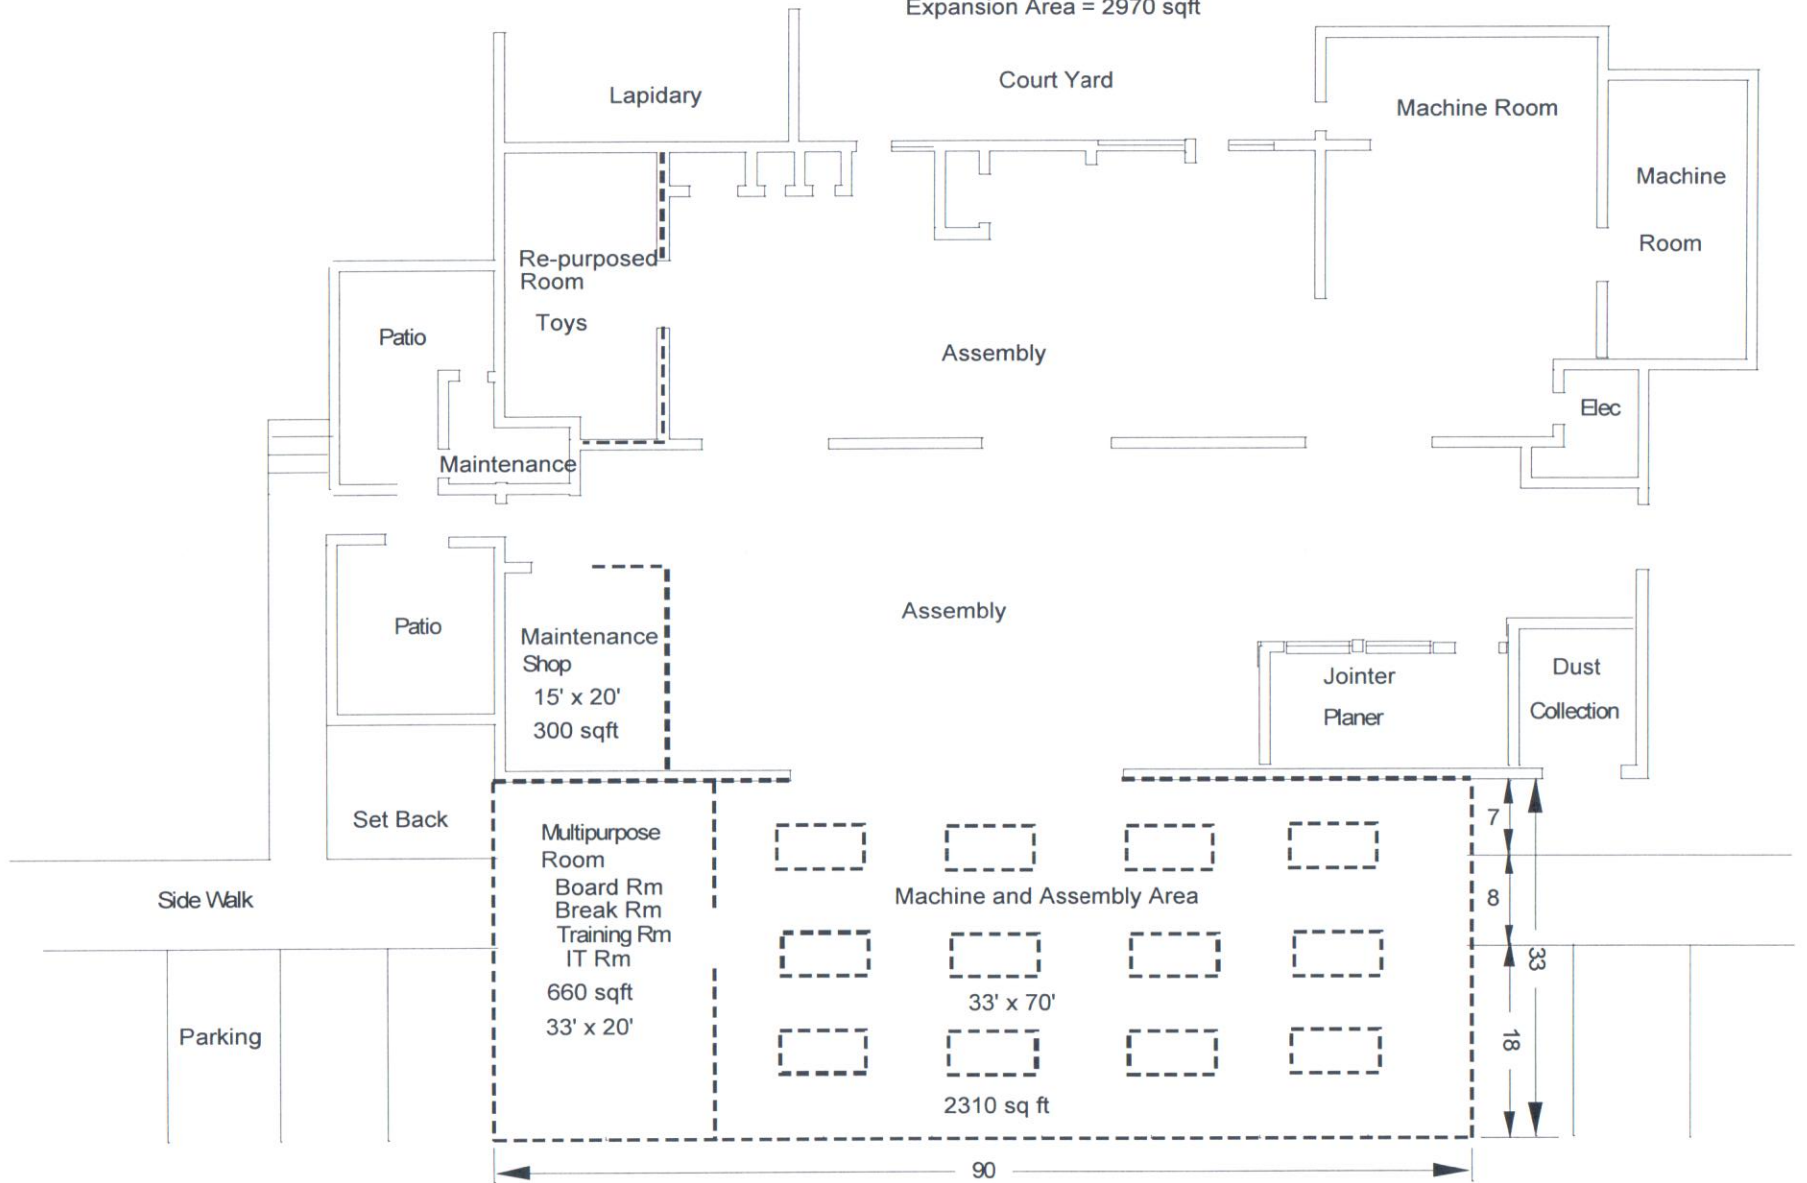 Expansion Area = 2970 sqft
Lapidary
Court Yard
Machine Room
Machine
Room
Re-purposed
Room
Toys
Patio
Assembly
Elec
Maintenance
Patio
Maintenance
Shop
15' x 20'
300 sqft
Assembly
Jointer
Planer
Dust
Collection
Set Back
Multipurpose
Room
Board Rm
Break Rm
Training Rm
IT Rm
660 sqft
33' x 20'
Machine and Assembly Area
33' x 70'
2310 sq ft
7
8
33
18
Side Walk
Parking
90